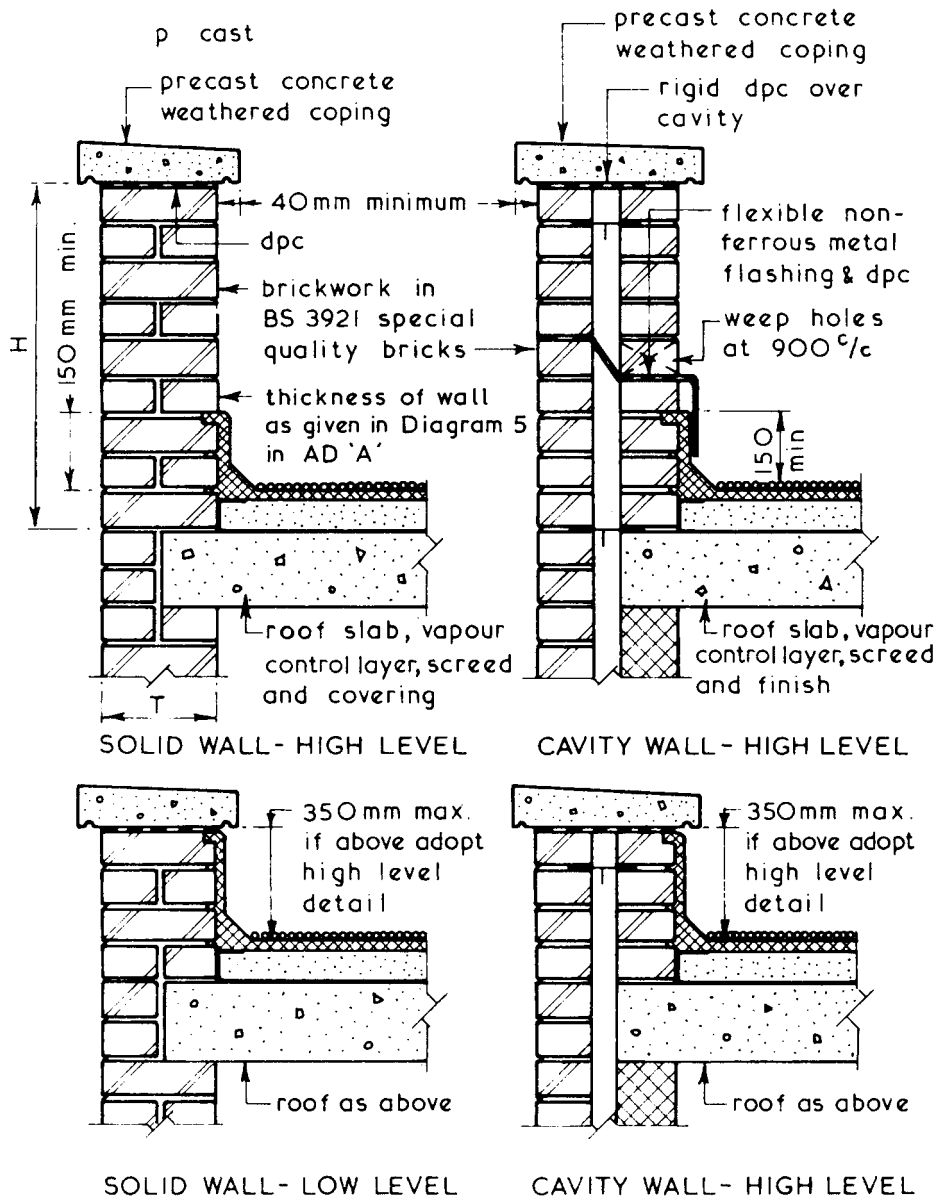 p cast
precast concrete
weathered coping
precast concrete
weathered coping
rigid dpc over
cavity
40mm minimum
dpc
flexible non-
ferrous metal
flashing & dpc
150mm min.
H
brickwork in
BS 3921 special
quality bricks
weep holes
at 900 c/c
thickness of wall
as given in Diagram 5
in AD 'A'
150
min
roof slab, vapour
control layer, screed
and covering
roof slab, vapour
control layer, screed
and finish
T
SOLID WALL- HIGH LEVEL
CAVITY WALL- HIGH LEVEL
350mm max.
if above adopt
high level
detail
350mm max.
if above adopt
high level
detail
roof as above
roof as above
SOLID WALL- LOW LEVEL
CAVITY WALL- HIGH LEVEL